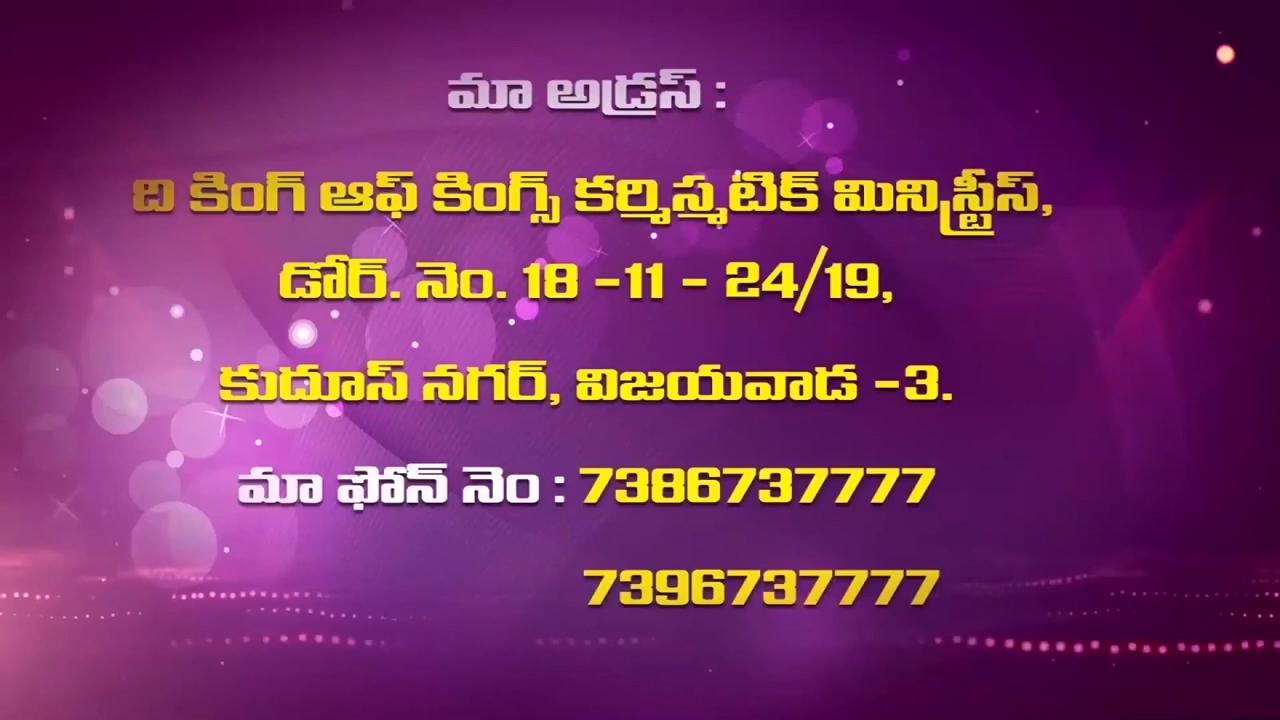 మా అడ్రస్ :
ది కింగ్ ఆఫ్ కింగ్స్ కర్మిస్మటిక్ మినిస్ట్రీస్,
డోర్. నెం. 18 -11 - 24/19,
కుదూస్ నగర్, విజయవాడ -3.
మా ఫోన్ నెం : 7386737777
7396737777